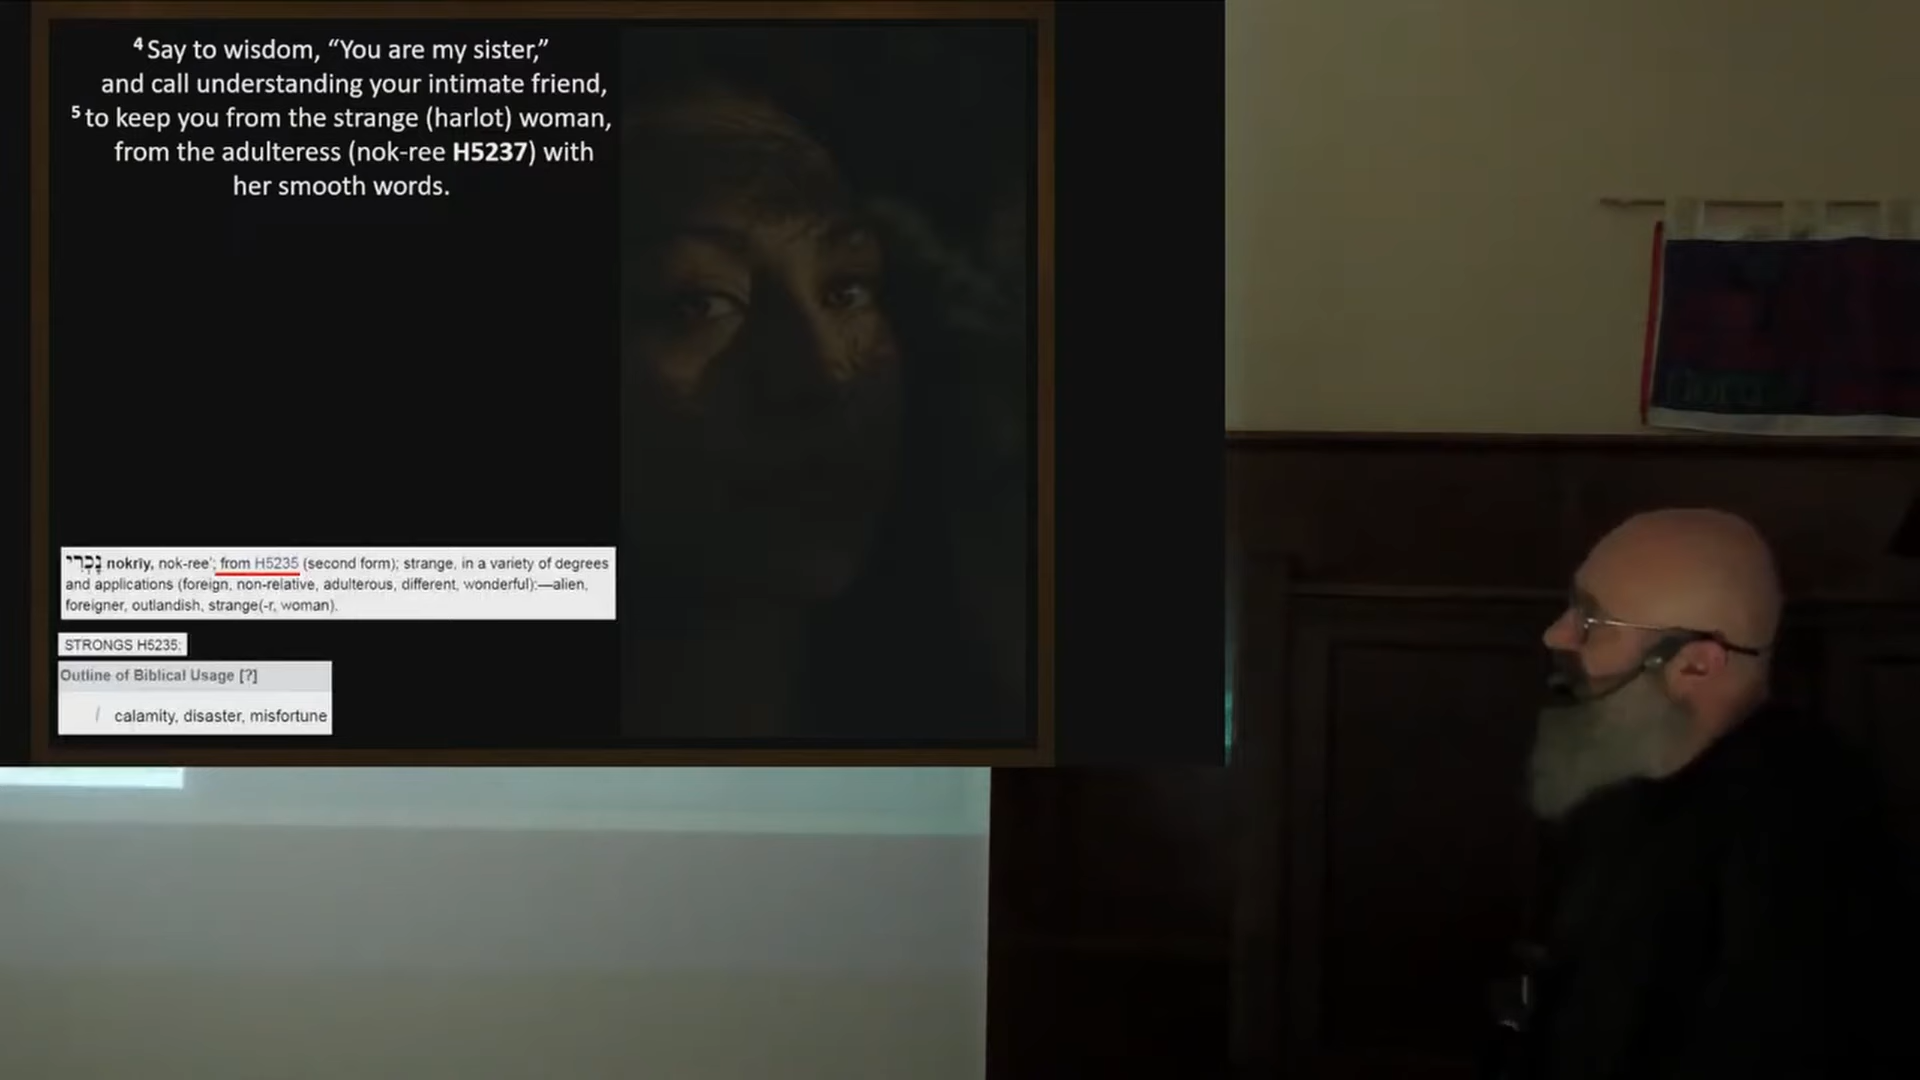 4 Say to wisdom, “You are my sister,”
and call understanding your intimate friend,
5 to keep you from the strange (harlot) woman,
from the adulteress (nok-ree H5237) with
her smooth words.
נׇכְרִי nokrîy, nok-ree'; from H5235 (second form); strange, in a variety of degrees
and applications (foreign, non-relative, adulterous, different, wonderful):—alien,
foreigner, outlandish, strange(-r, woman).
STRONGS H5235:
Outline of Biblical Usage [?]
calamity, disaster, misfortune